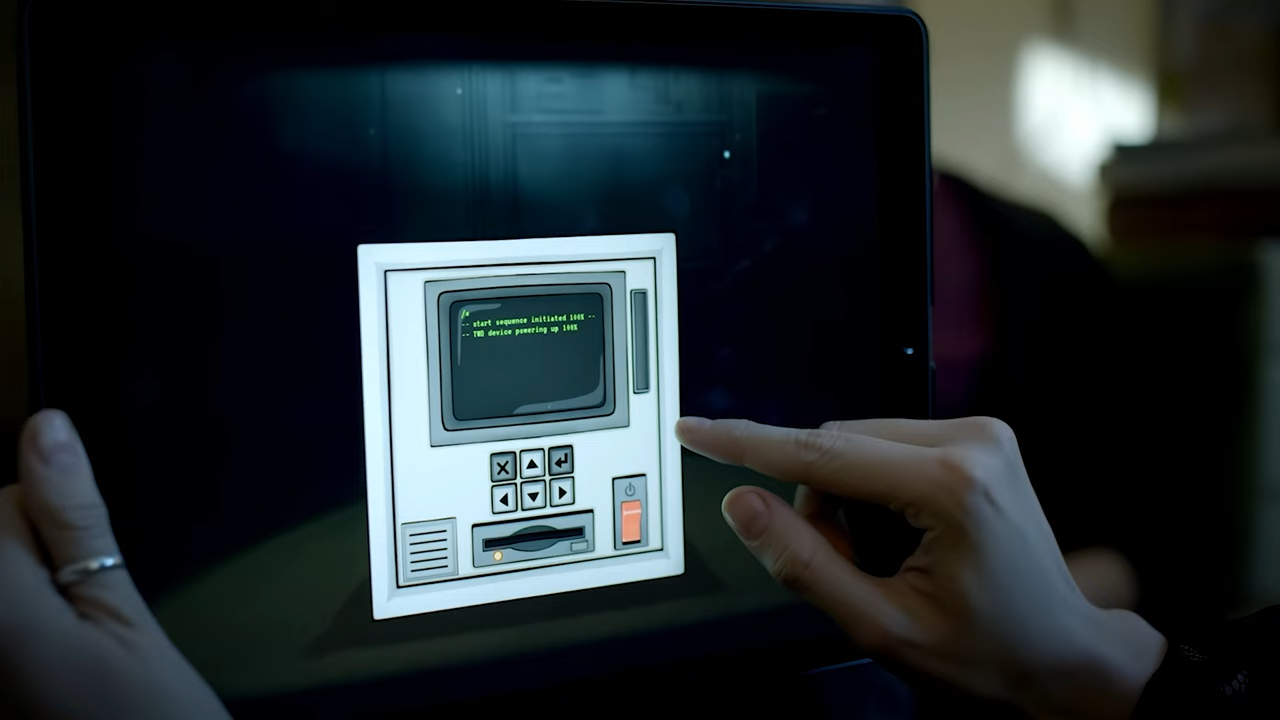 /a
-- start sequence initiated 100% --
-- TWO device powering up 100%